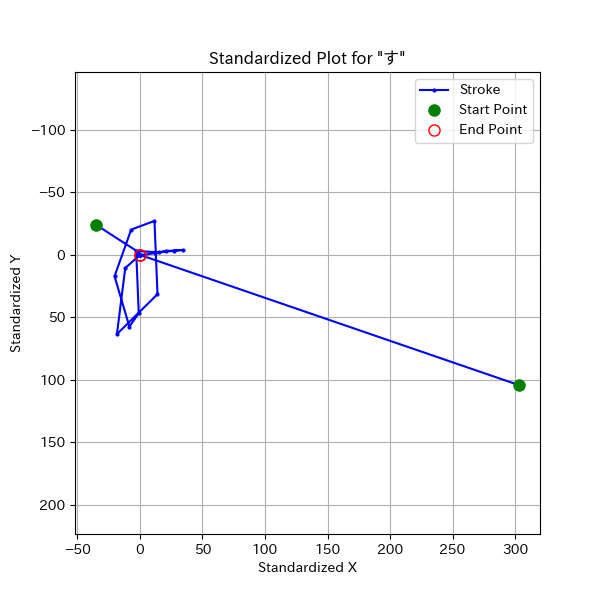 Standardized Plot for "す"
Stroke
Start Point
End Point
Standardized Y
−100
−50
0
50
100
150
200
−50 0 50 100 150 200 250 300
Standardized X